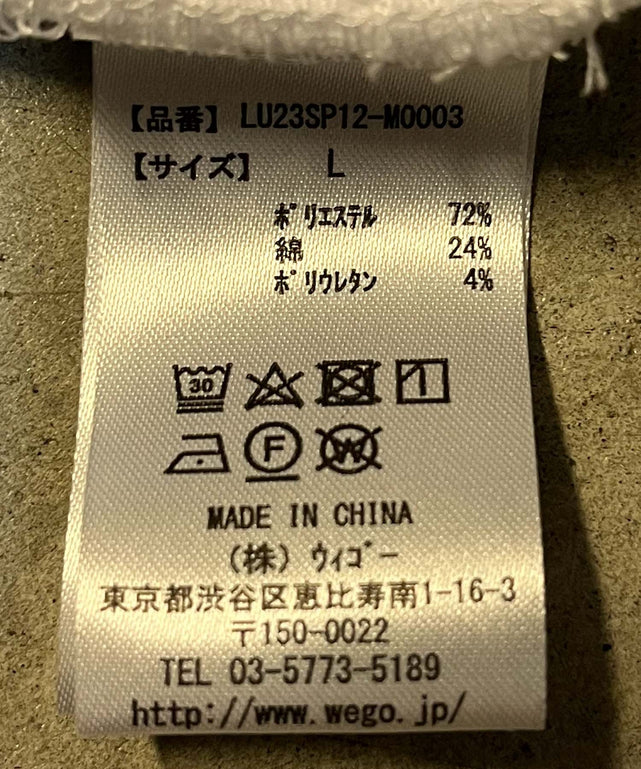 【品番】 LU23SP12-M0003
【サイズ】 L
ポリエステル 72%
綿 24%
ポリウレタン 4%
30
F W
MADE IN CHINA
(株) ウィゴー
東京都渋谷区恵比寿南1-16-3
〒150-0022
TEL 03-5773-5189
http://www.wego.jp/